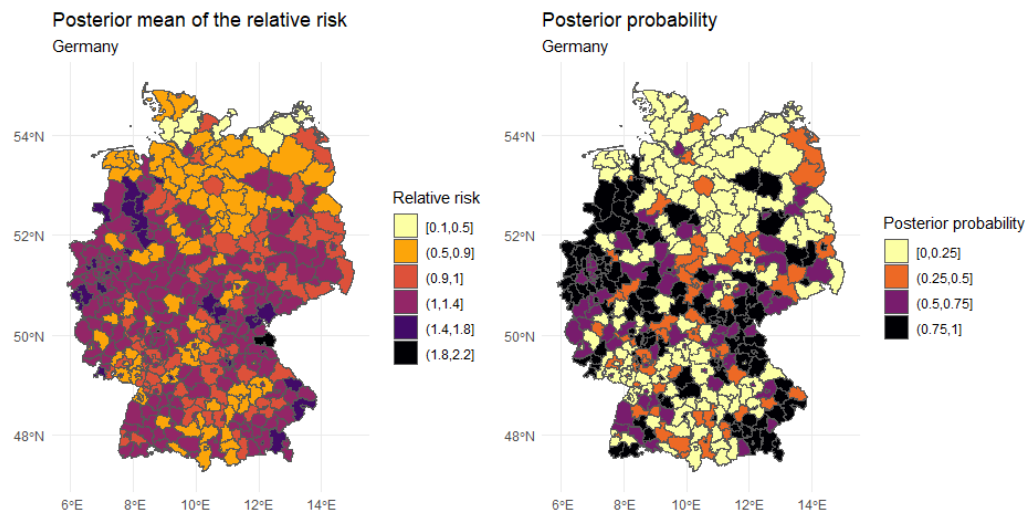 Posterior mean of the relative risk
Germany
54°N
52°N
50°N
48°N
6°E
8°E
10°E
12°E
14°E
Relative risk
[0.1,0.5]
(0.5,0.9]
(0.9,1]
(1,1.4]
(1.4,1.8]
(1.8,2.2]
Posterior probability
Germany
54°N
52°N
50°N
48°N
6°E
8°E
10°E
12°E
14°E
Posterior probability
[0,0.25]
(0.25,0.5]
(0.5,0.75]
(0.75,1]